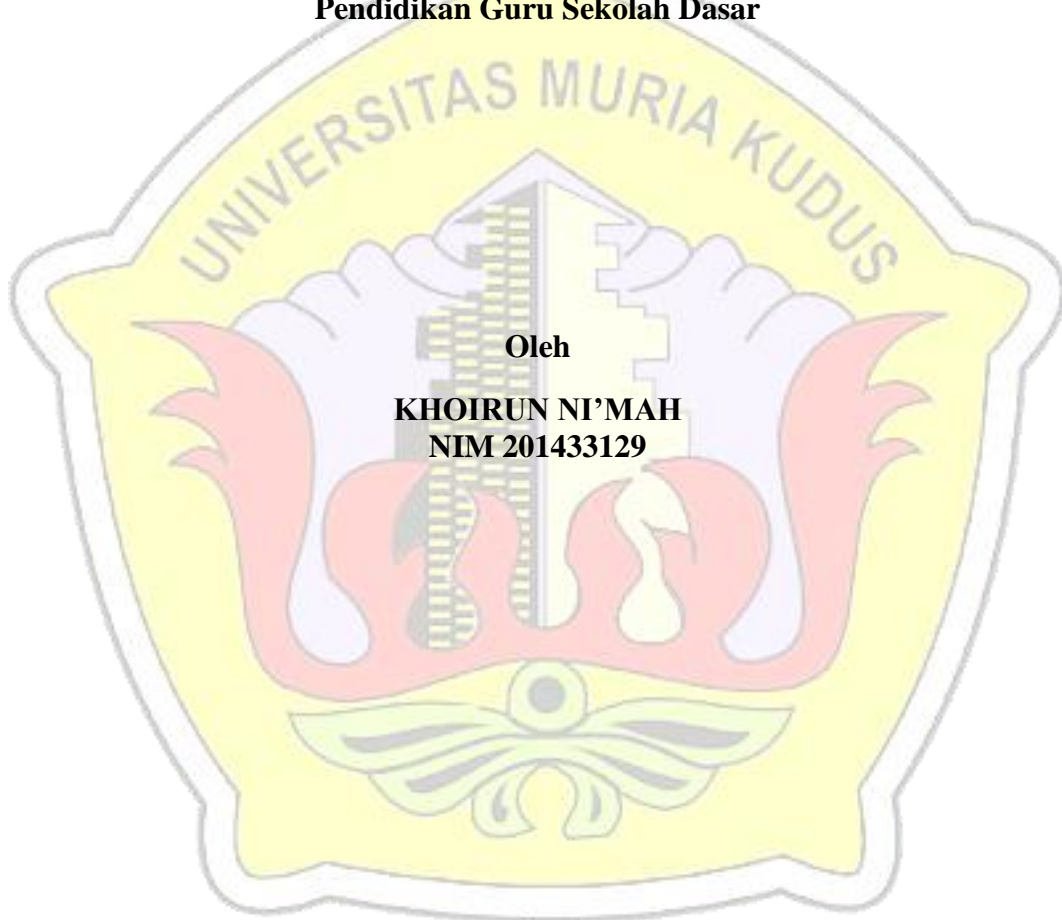 Pendidikan Guru Sekolah Dasar
UNIVERSITAS MURIA KUDUS
Oleh
KHOIRUN NI’MAH
NIM 201433129